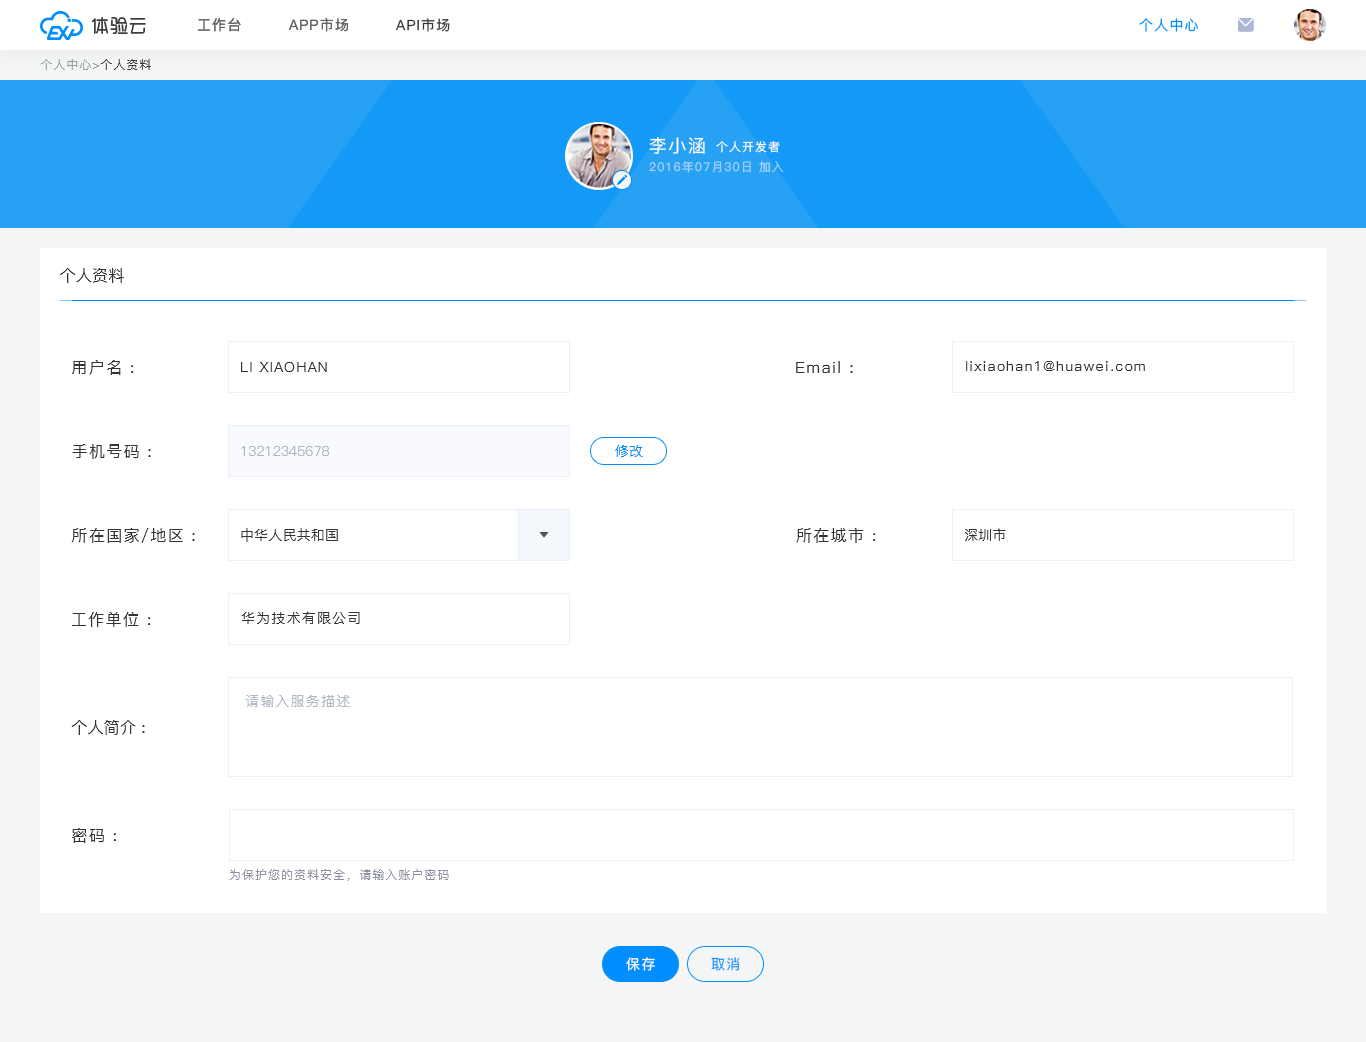 EXP 体验云 工作台 APP市场 API市场 个人中心
个人中心>个人资料
李小涵 个人开发者
2016年07月30日 加入
个人资料
用户名： LI XIAOHAN Email： lixiaohan1@huawei.com
手机号码： 13212345678 修改
所在国家/地区： 中华人民共和国 所在城市： 深圳市
工作单位： 华为技术有限公司
个人简介： 请输入服务描述
密码：
为保护您的资料安全，请输入账户密码
保存 取消